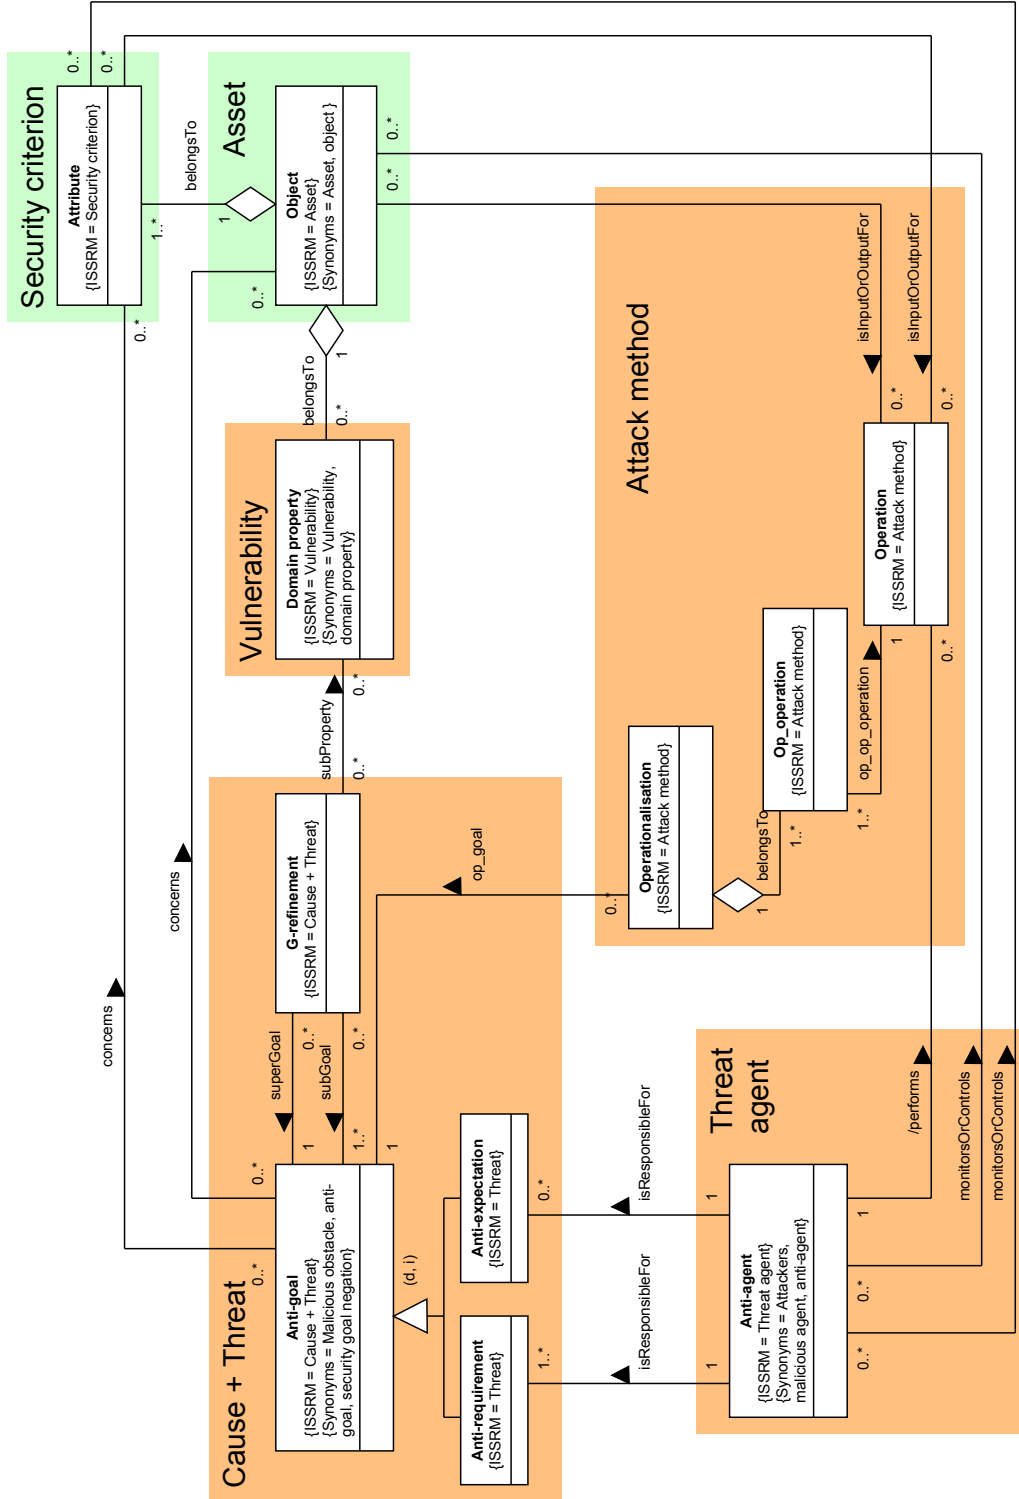 Cause + Threat
Anti-goal
{ISSRM = Cause + Threat}
{Synonyms = Malicious obstacle, anti-
goal, security goal negation}
0..*
0..*
concerns
concerns
1
superGoal
0..*
1..*
subGoal
0..*
1
G-refinement
{ISSRM = Cause + Threat}
0..*
subProperty
0..*
(d, i)
Anti-requirement
{ISSRM = Threat}
1..*
Anti-expectation
{ISSRM = Threat}
0..*
isResponsibleFor
isResponsibleFor
1
1
op_goal
0..*
Vulnerability
Domain property
{ISSRM = Vulnerability}
{Synonyms = Vulnerability,
domain property}
0..*
belongsTo
1
Security criterion
Attribute
{ISSRM = Security criterion}
0..*
0..*
0..*
1..*
belongsTo
1
Asset
Object
{ISSRM = Asset}
{Synonyms = Asset, object }
0..*
0..*
0..*
Attack method
Operationalisation
{ISSRM = Attack method}
1
belongsTo
1..*
Op_operation
{ISSRM = Attack method}
1..*
op_op_operation
1
Operation
{ISSRM = Attack method}
0..*
0..*
0..*
isInputOrOutputFor
isInputOrOutputFor
Threat
agent
Anti-agent
{ISSRM = Threat agent}
{Synonyms = Attackers,
malicious agent, anti-agent}
1
0..*
0..*
/performs
monitorsOrControls
monitorsOrControls